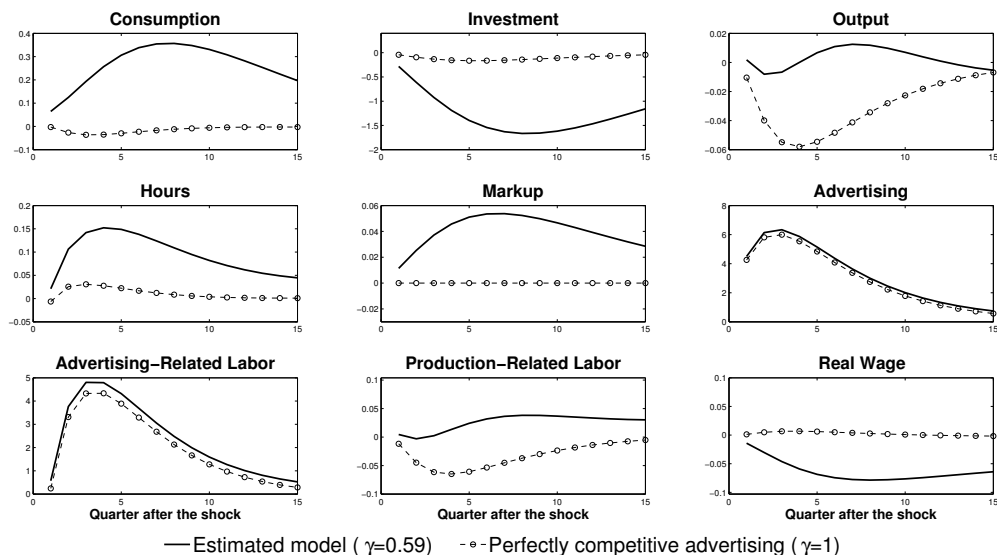 Consumption
0.4
0.3
0.2
0.1
0
−0.1
0 5 10 15
Investment
0
−0.5
−1
−1.5
−2
0 5 10 15
Output
0.02
0
−0.02
−0.04
−0.06
0 5 10 15
Hours
0.2
0.15
0.1
0.05
0
−0.05
0 5 10 15
Markup
0.06
0.04
0.02
0
0.02
0 5 10 15
Advertising
8
6
4
2
0
0 5 10 15
Advertising−Related Labor
5
4
3
2
1
0
0 5 10 15
Quarter after the shock
Production−Related Labor
0.1
0.05
0
−0.05
−0.1
0 5 10 15
Quarter after the shock
Real Wage
0.1
0.05
0
−0.05
−0.1
0 5 10 15
Quarter after the shock
Estimated model ( γ=0.59) Perfectly competitive advertising ( γ=1)